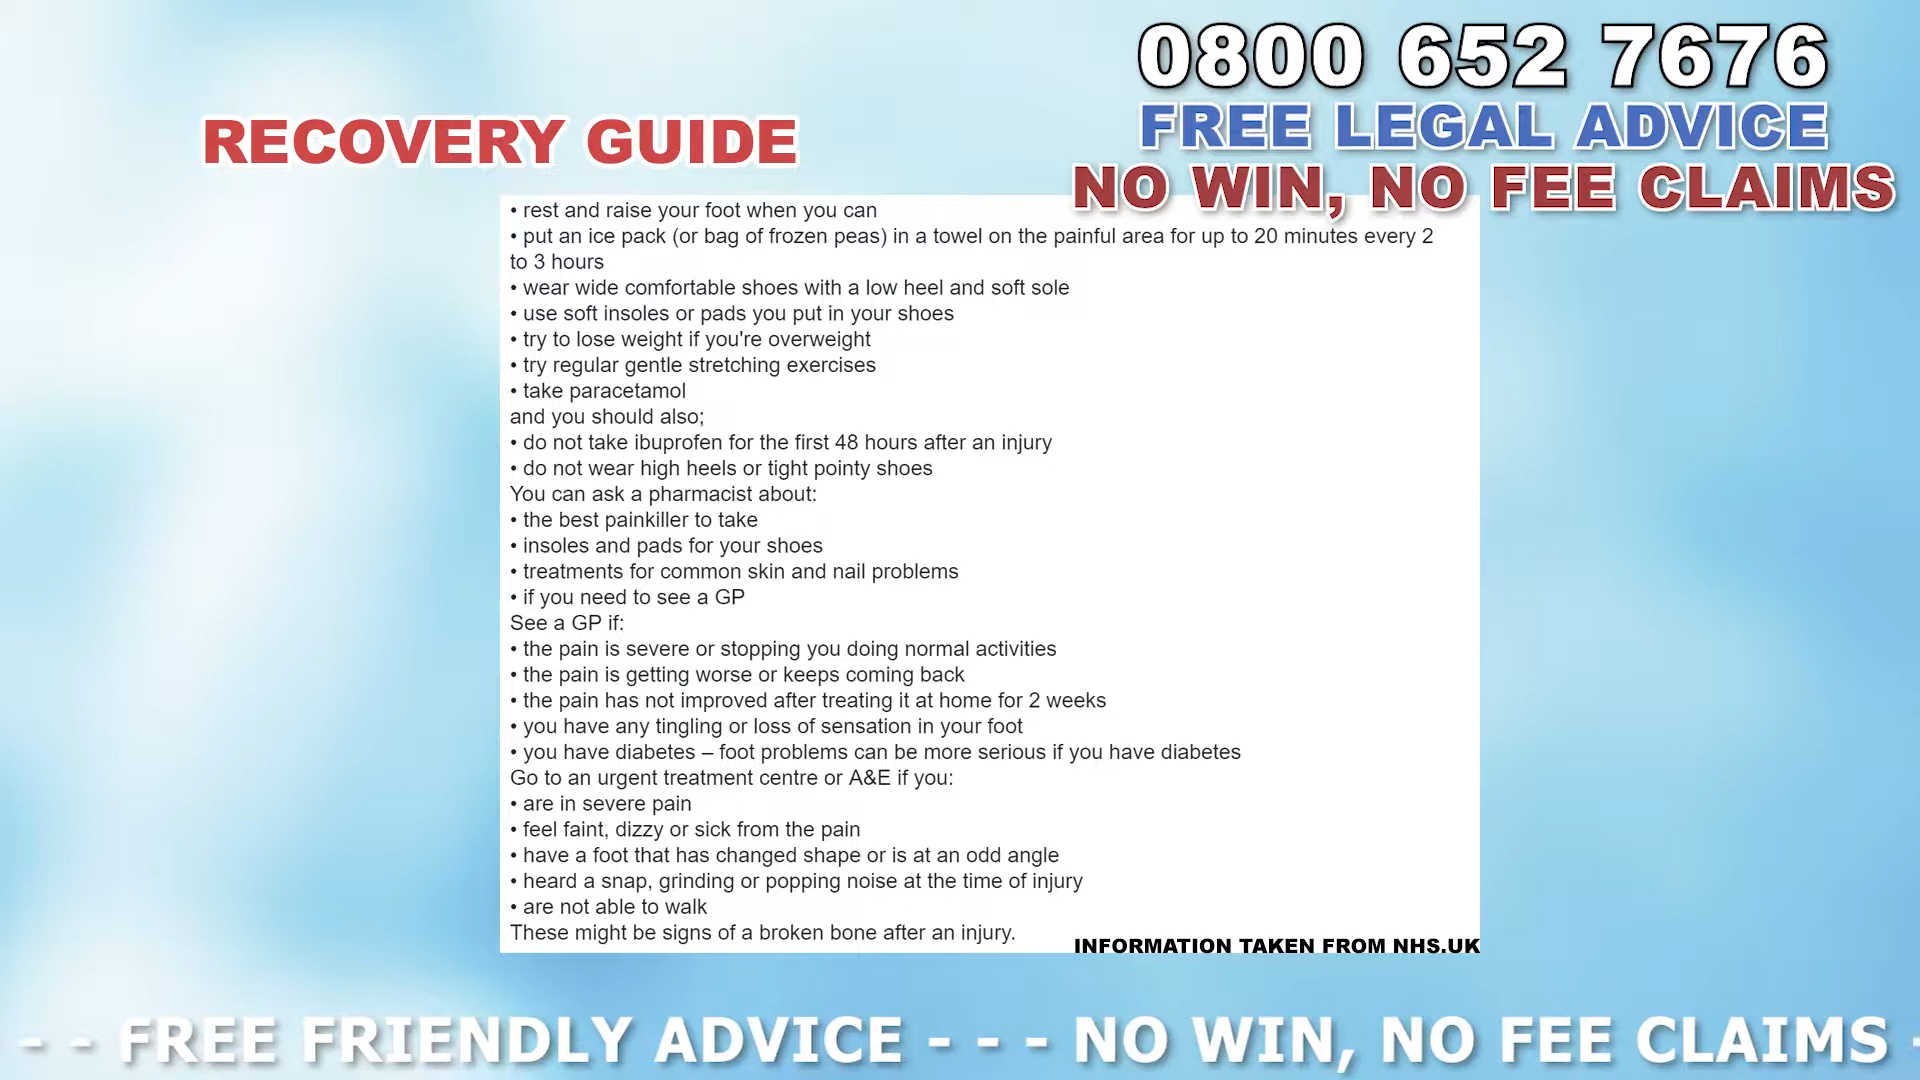 0800 652 7676
FREE LEGAL ADVICE
NO WIN, NO FEE CLAIMS
RECOVERY GUIDE
• rest and raise your foot when you can
• put an ice pack (or bag of frozen peas) in a towel on the painful area for up to 20 minutes every 2
to 3 hours
• wear wide comfortable shoes with a low heel and soft sole
• use soft insoles or pads you put in your shoes
• try to lose weight if you're overweight
• try regular gentle stretching exercises
• take paracetamol
and you should also;
• do not take ibuprofen for the first 48 hours after an injury
• do not wear high heels or tight pointy shoes
You can ask a pharmacist about:
• the best painkiller to take
• insoles and pads for your shoes
• treatments for common skin and nail problems
• if you need to see a GP
See a GP if:
• the pain is severe or stopping you doing normal activities
• the pain is getting worse or keeps coming back
• the pain has not improved after treating it at home for 2 weeks
• you have any tingling or loss of sensation in your foot
• you have diabetes – foot problems can be more serious if you have diabetes
Go to an urgent treatment centre or A&E if you:
• are in severe pain
• feel faint, dizzy or sick from the pain
• have a foot that has changed shape or is at an odd angle
• heard a snap, grinding or popping noise at the time of injury
• are not able to walk
These might be signs of a broken bone after an injury.
INFORMATION TAKEN FROM NHS.UK
- - FREE FRIENDLY ADVICE - - - NO WIN, NO FEE CLAIMS -